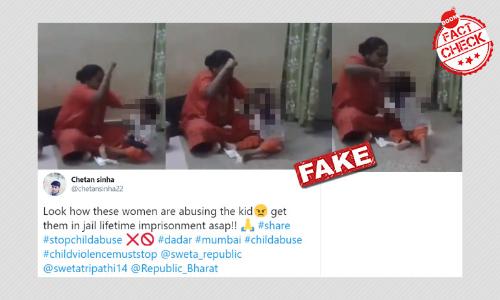 BOOM
FACT
CHECK
FAKE
Chetan sinha
@chetansinha22
Look how these women are abusing the kid😠 get
them in jail lifetime imprisonment asap!! 🙏 #share
#stopchildabuse ❌🚫 #dadar #mumbai #childabuse
#childviolencemuststop @sweta_republic
@swetatripathi14 @Republic_Bharat